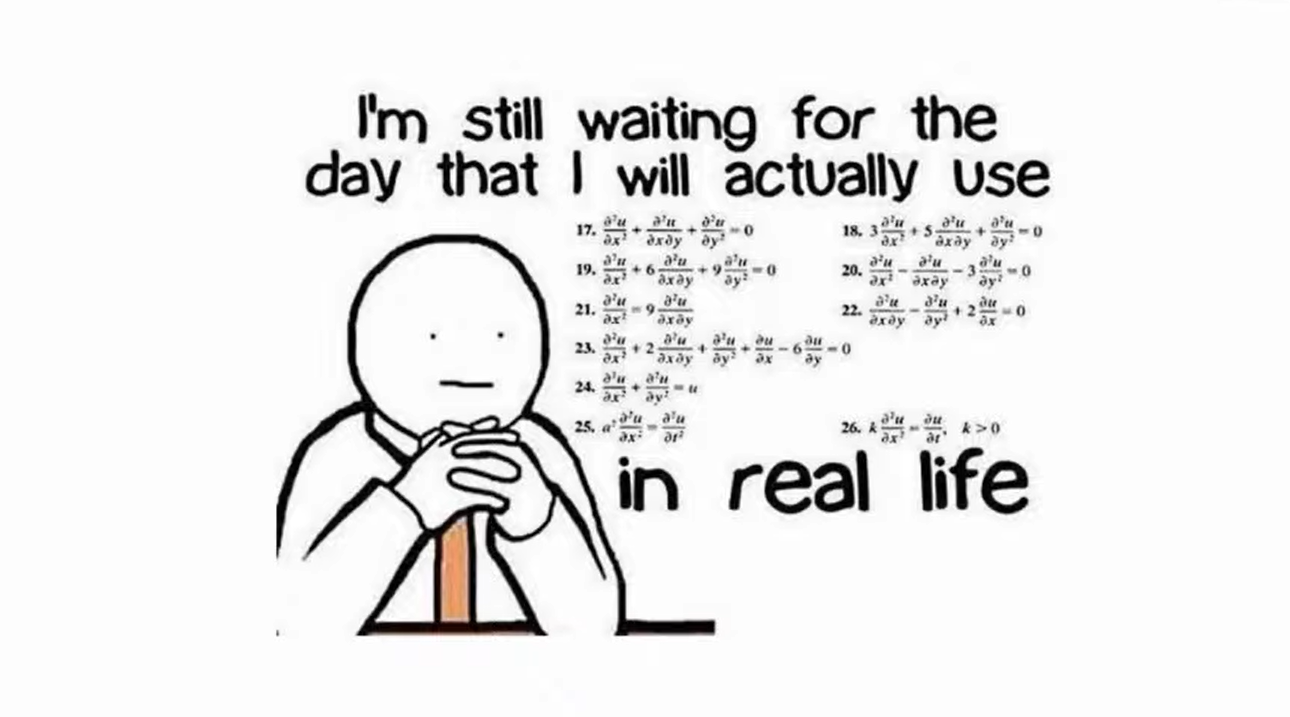 I'm still waiting for the
day that I will actually use
17. ∂²u/∂x² + ∂²u/∂x∂y + ∂²u/∂y² = 0
18. 3 ∂²u/∂x² + 5 ∂²u/∂x∂y + ∂²u/∂y² = 0
19. ∂²u/∂x² + 6 ∂²u/∂x∂y + 9 ∂²u/∂y² = 0
20. ∂²u/∂x² − ∂²u/∂x∂y − 3 ∂²u/∂y² = 0
21. ∂²u/∂x² = 9 ∂²u/∂x∂y
22. ∂²u/∂x∂y − ∂²u/∂y² + 2 ∂u/∂x = 0
23. ∂²u/∂x² + 2 ∂²u/∂x∂y + ∂²u/∂y² + ∂u/∂x − 6 ∂u/∂y = 0
24. ∂²u/∂x² + ∂²u/∂y² = u
25. a² ∂²u/∂x² = ∂²u/∂t²
26. k ∂²u/∂x² = ∂u/∂t, k > 0
in real life